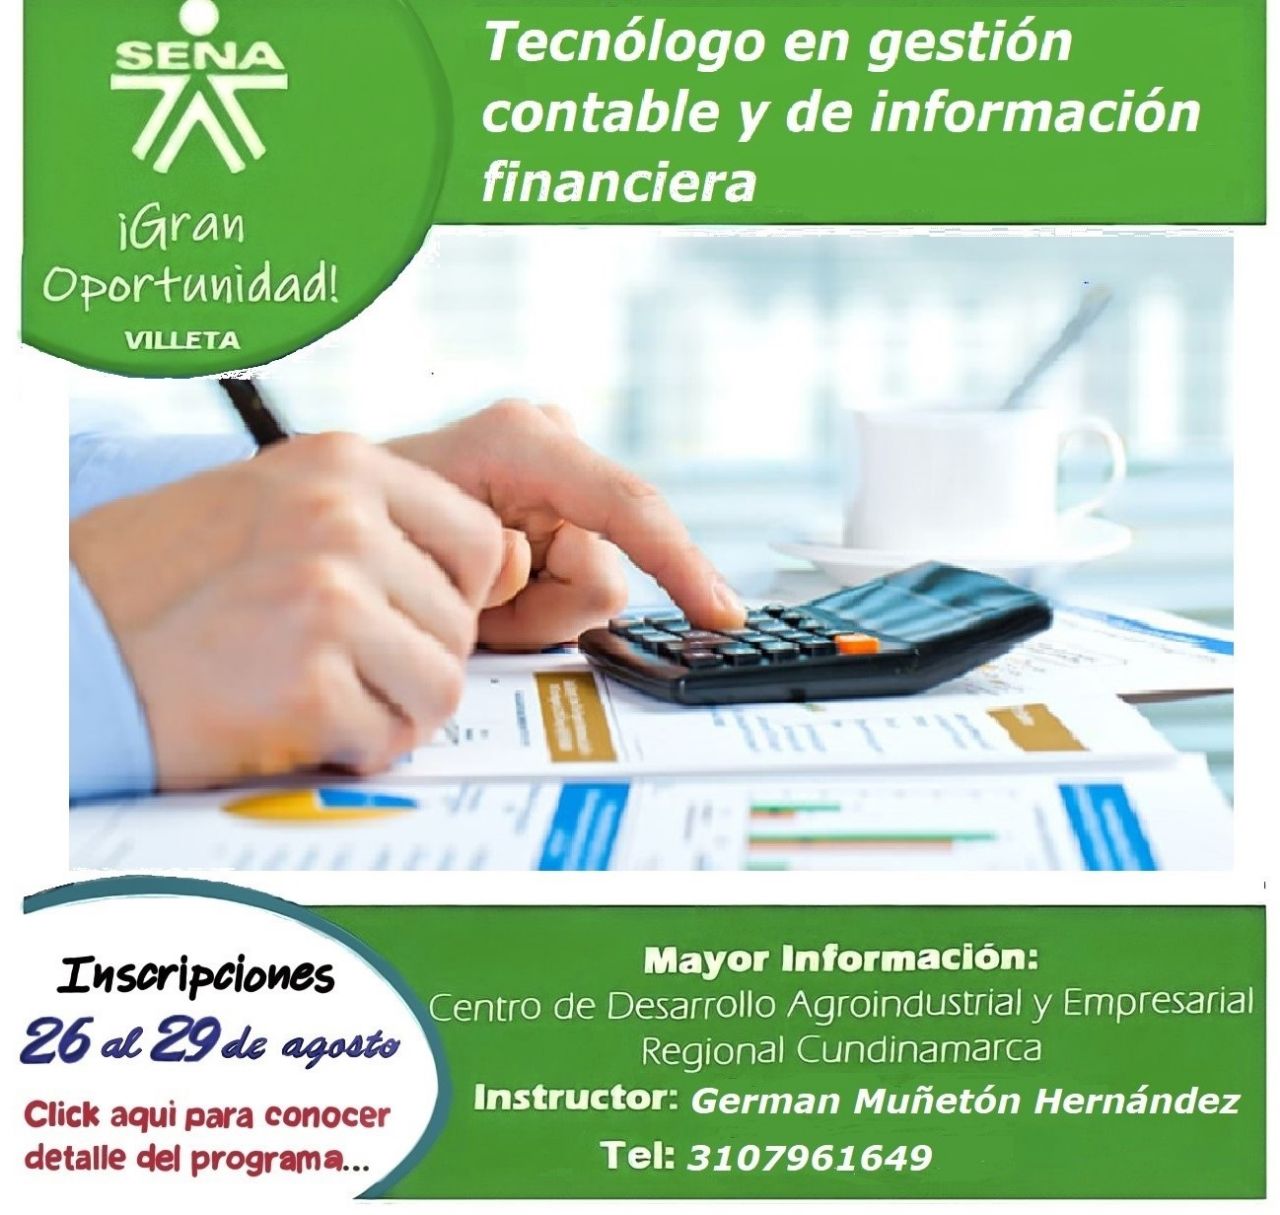 SENA
¡Gran
Oportunidad!
VILLETA
Tecnólogo en gestión
contable y de información
financiera
Inscripciones
26 al 29 de agosto
Click aqui para conocer
detalle del programa...
Mayor Información:
Centro de Desarrollo Agroindustrial y Empresarial
Regional Cundinamarca
Instructor: German Muñetón Hernández
Tel: 3107961649